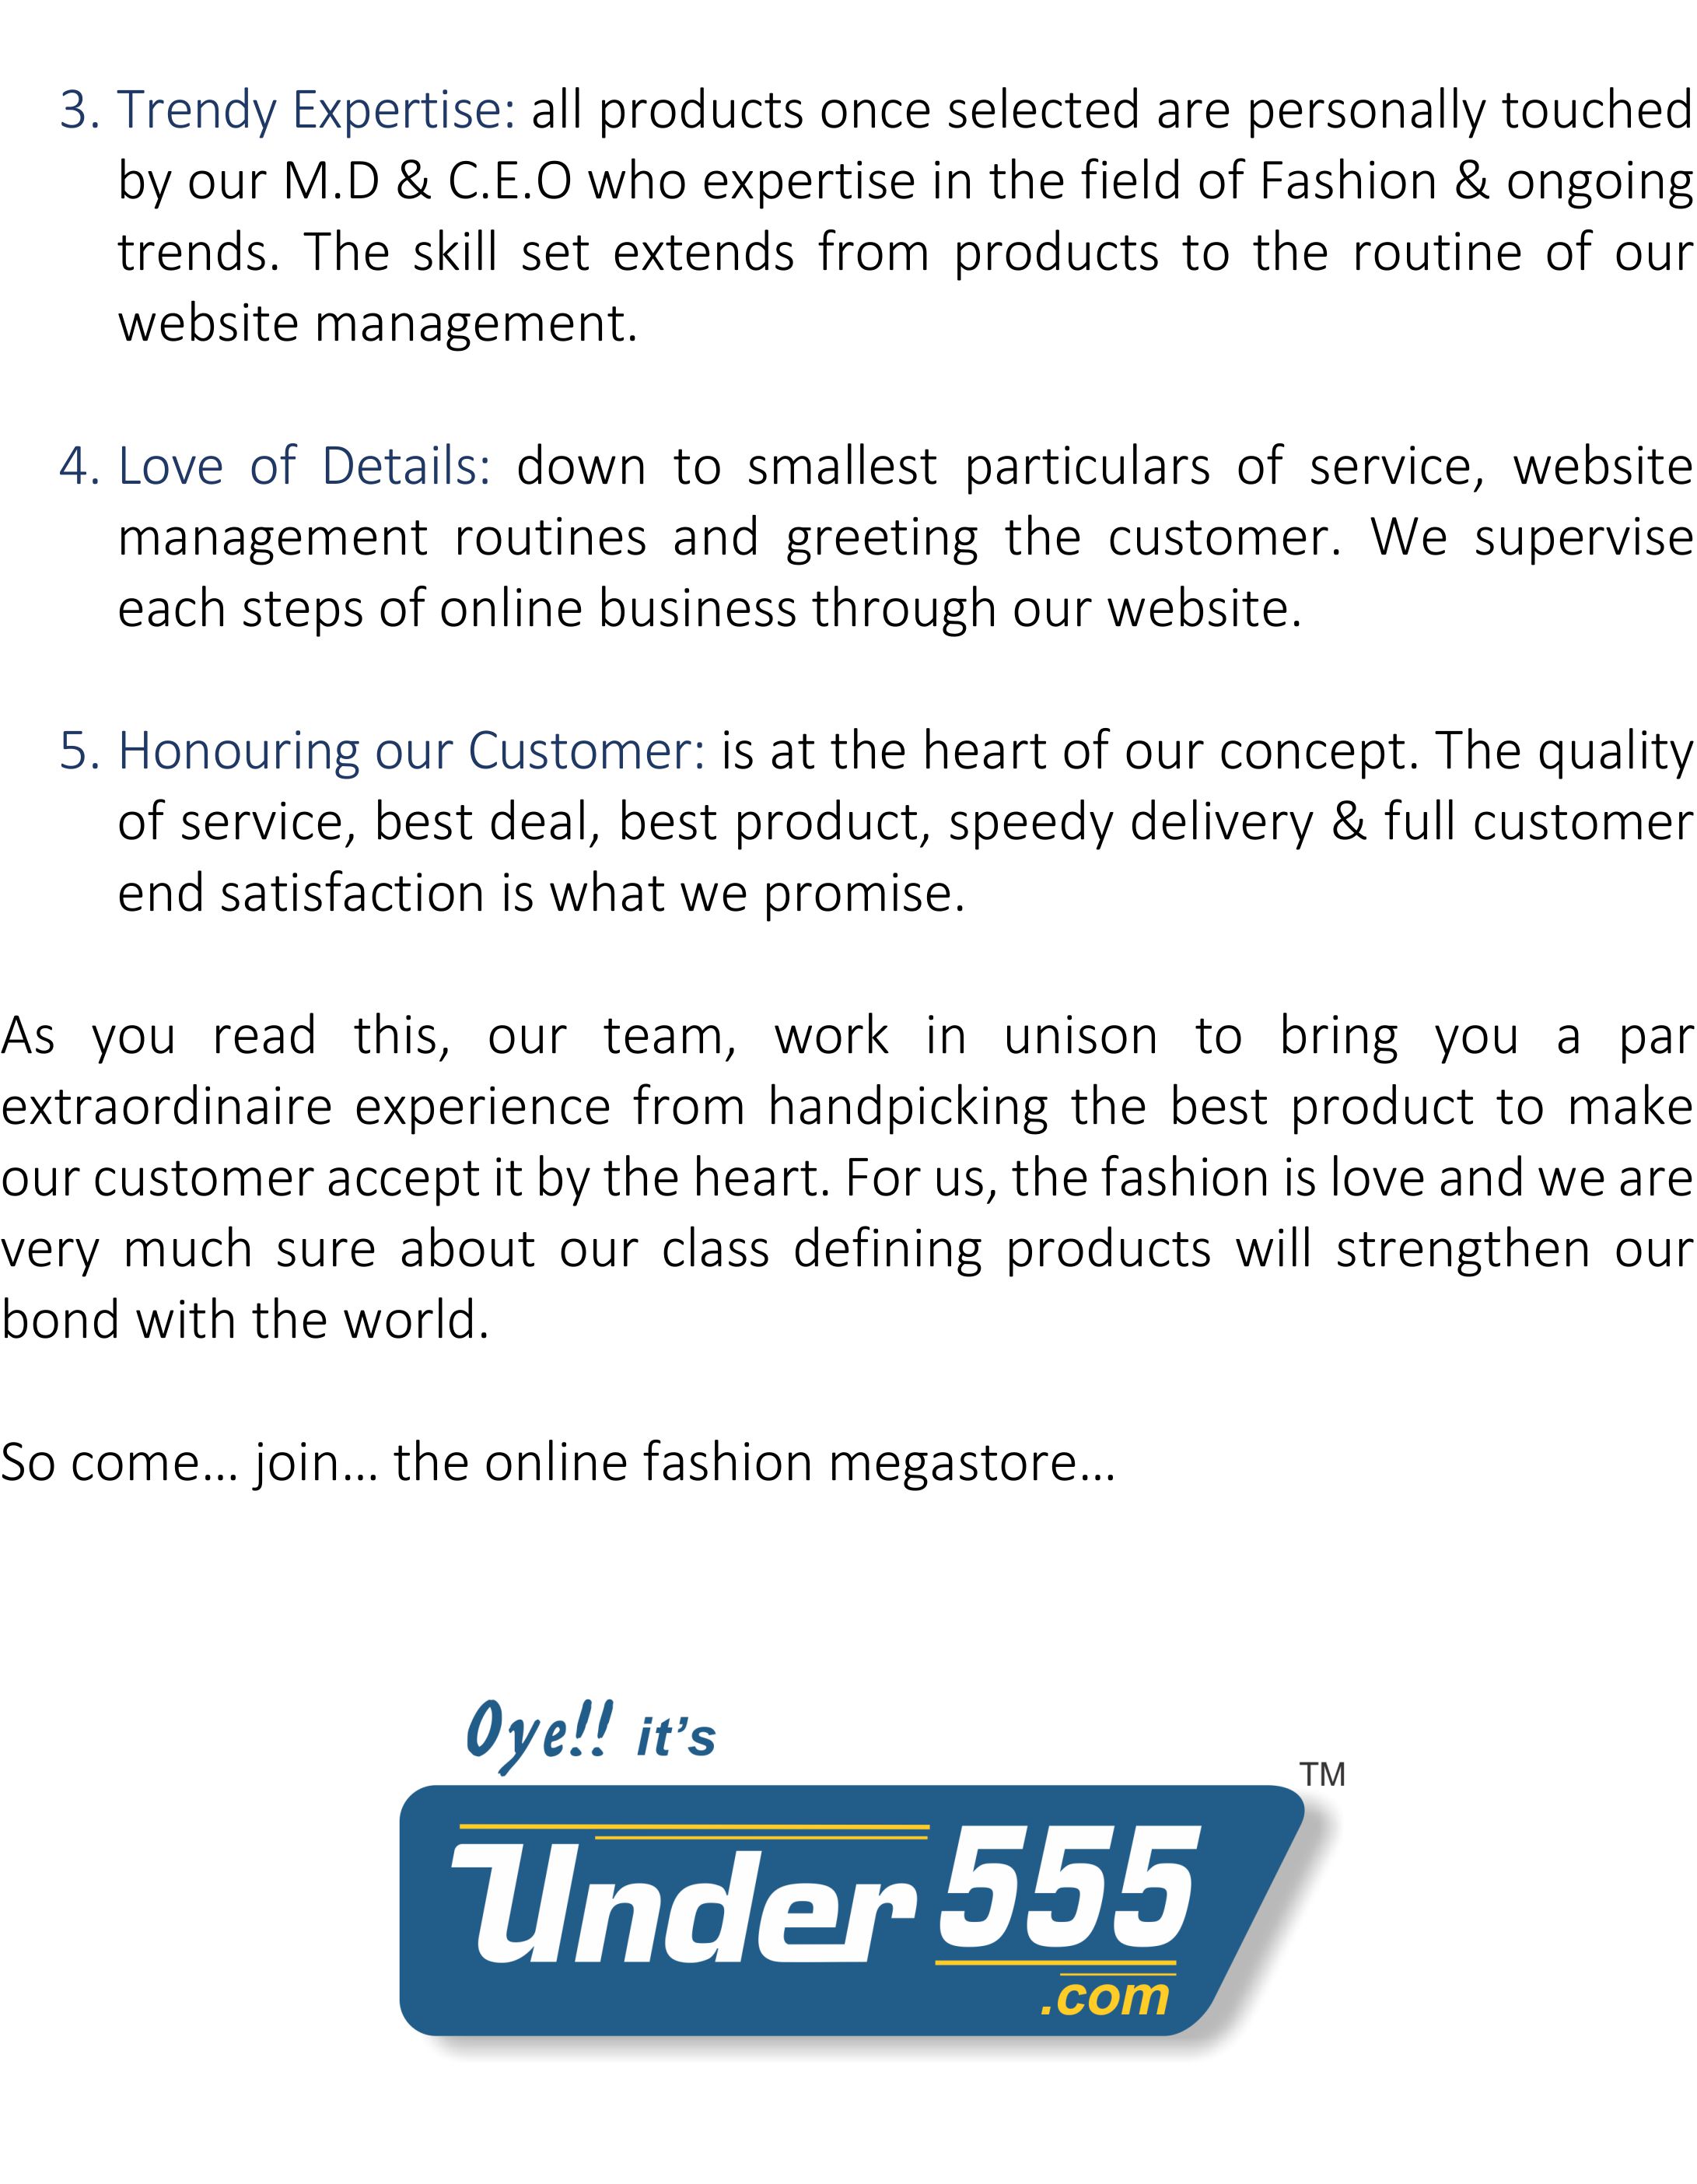 3. Trendy Expertise: all products once selected are personally touched
by our M.D & C.E.O who expertise in the field of Fashion & ongoing
trends. The skill set extends from products to the routine of our
website management.
4. Love of Details: down to smallest particulars of service, website
management routines and greeting the customer. We supervise
each steps of online business through our website.
5. Honouring our Customer: is at the heart of our concept. The quality
of service, best deal, best product, speedy delivery & full customer
end satisfaction is what we promise.
As you read this, our team, work in unison to bring you a par
extraordinaire experience from handpicking the best product to make
our customer accept it by the heart. For us, the fashion is love and we are
very much sure about our class defining products will strengthen our
bond with the world.
So come... join... the online fashion megastore...
Oye!! it's
TM
Under555
.com